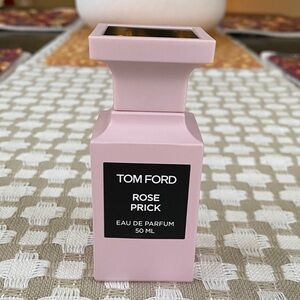 TOM FORD
ROSE
PRICK
EAU DE PARFUM
50 ML